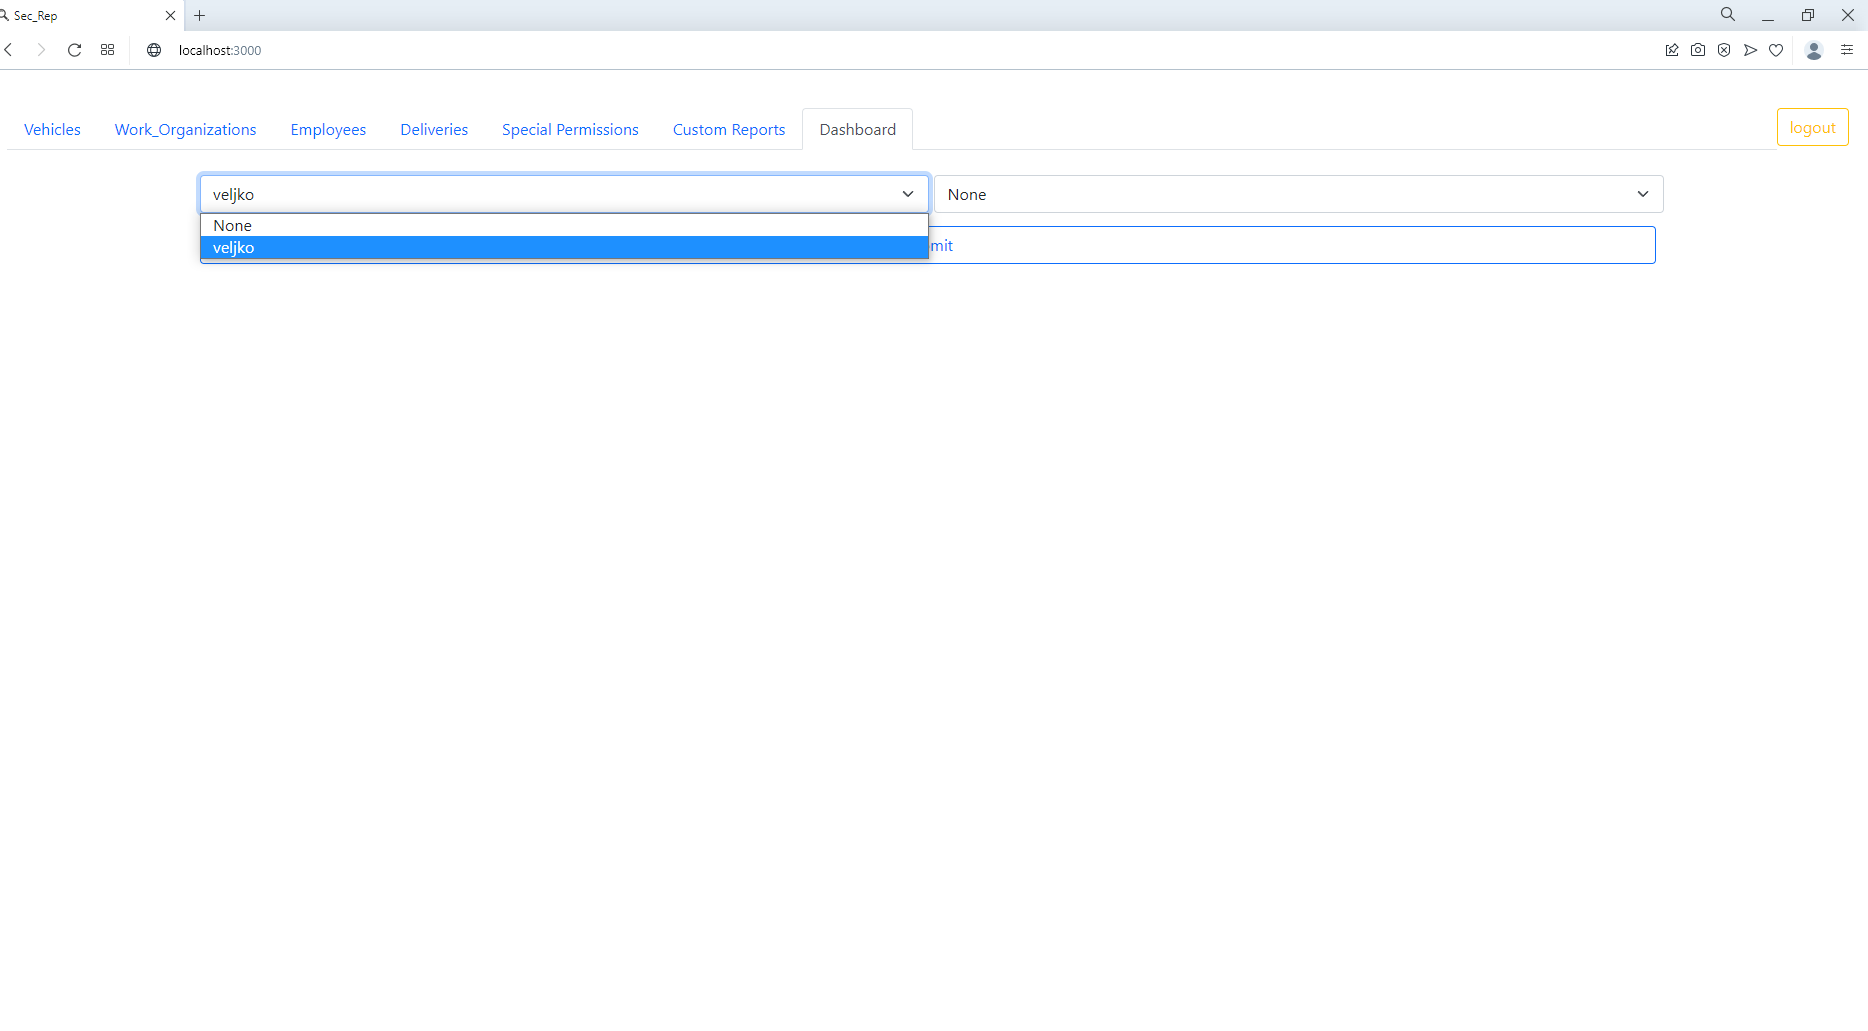 Sec_Rep
localhost:3000
Vehicles Work_Organizations Employees Deliveries Special Permissions Custom Reports Dashboard logout
veljko None
None
veljko
mit